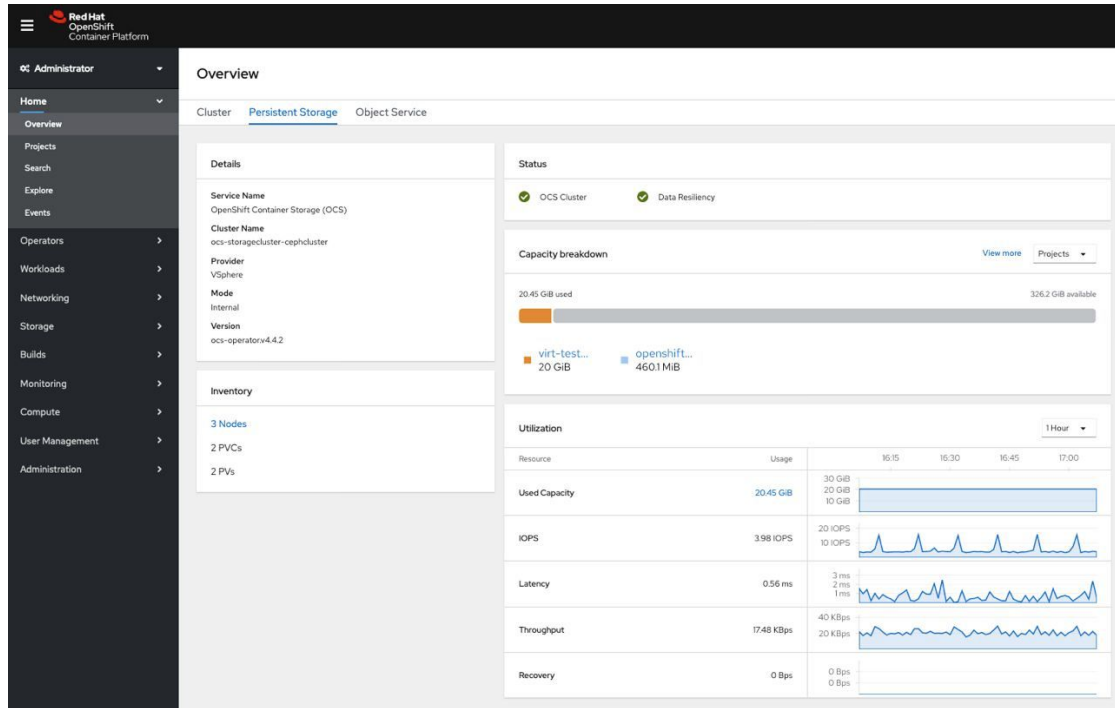 Red Hat
OpenShift
Container Platform
Administrator
Home
Overview
Projects
Search
Explore
Events
Operators
Workloads
Networking
Storage
Builds
Monitoring
Compute
User Management
Administration
Overview
Cluster Persistent Storage Object Service
Details
Service Name
OpenShift Container Storage (OCS)
Cluster Name
ocs-storagecluster-cephcluster
Provider
VSphere
Mode
Internal
Version
ocs-operator.v4.4.2
Inventory
3 Nodes
2 PVCs
2 PVs
Status
OCS Cluster Data Resiliency
Capacity breakdown View more Projects
20.45 GiB used 326.2 GiB available
virt-test... openshift...
20 GiB 460.1 MiB
Utilization 1 Hour
Resource Usage 16:15 16:30 16:45 17:00
Used Capacity 20.45 GiB
30 GiB
20 GiB
10 GiB
IOPS 3.98 IOPS
20 IOPS
10 IOPS
Latency 0.56 ms
3 ms
2 ms
1 ms
Throughput 17.48 KBps
40 KBps
20 KBps
Recovery 0 Bps
0 Bps
0 Bps